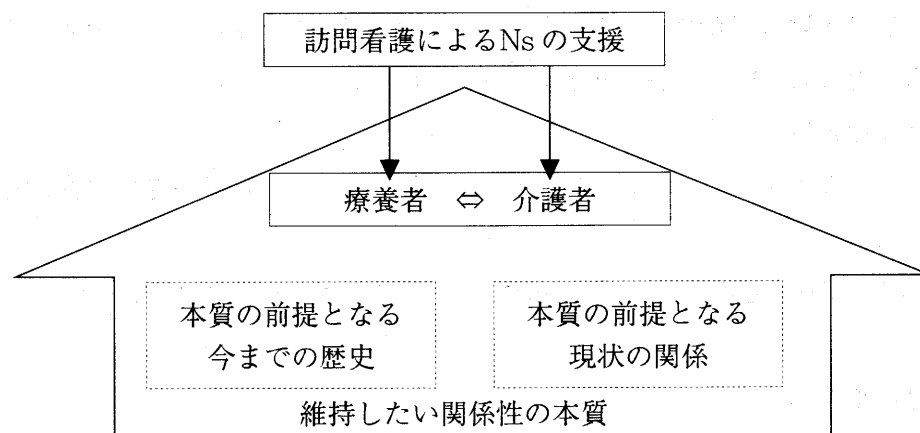 訪問看護によるNsの支援
療養者 ⇔ 介護者
本質の前提となる
今までの歴史
本質の前提となる
現状の関係
維持したい関係性の本質